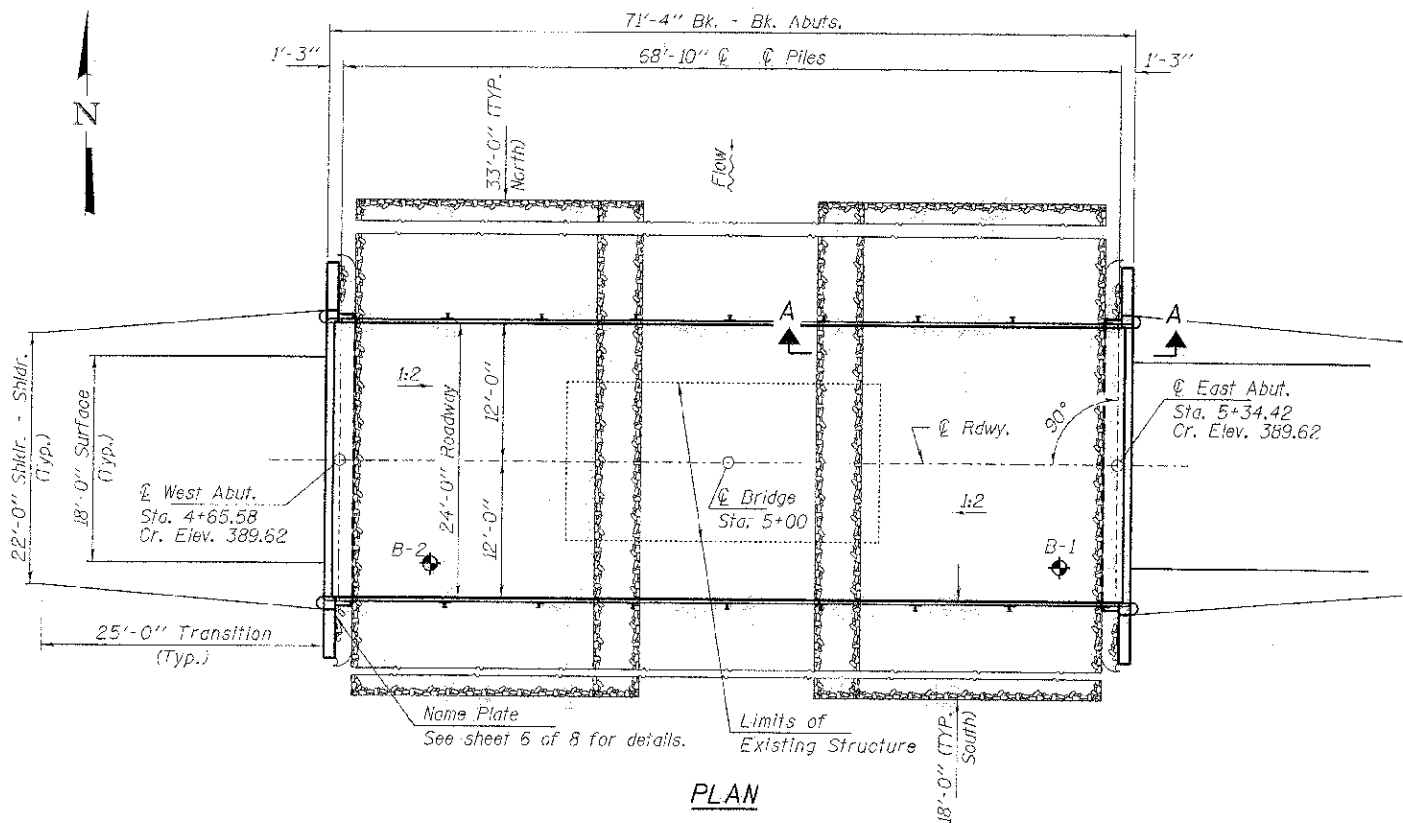 71'-4" Bk. - Bk. Abuts.
1'-3"
68'-10" ℄ ℄ Piles
1'-3"
N
33'-0" (TYP.
North)
Flow
A
A
1:2
22'-0" Shldr. - Shldr.
(Typ.)
18'-0" Surface
(Typ.)
24'-0" Roadway
12'-0"
12'-0"
℄ West Abut.
Sta. 4+65.58
Cr. Elev. 389.62
℄ Bridge
Sta. 5+00
℄ Rdwy.
90°
℄ East Abut.
Sta. 5+34.42
Cr. Elev. 389.62
1:2
B-2
B-1
25'-0" Transition
(Typ.)
Name Plate
See sheet 6 of 8 for details.
Limits of
Existing Structure
18'-0" (TYP.
South)
PLAN